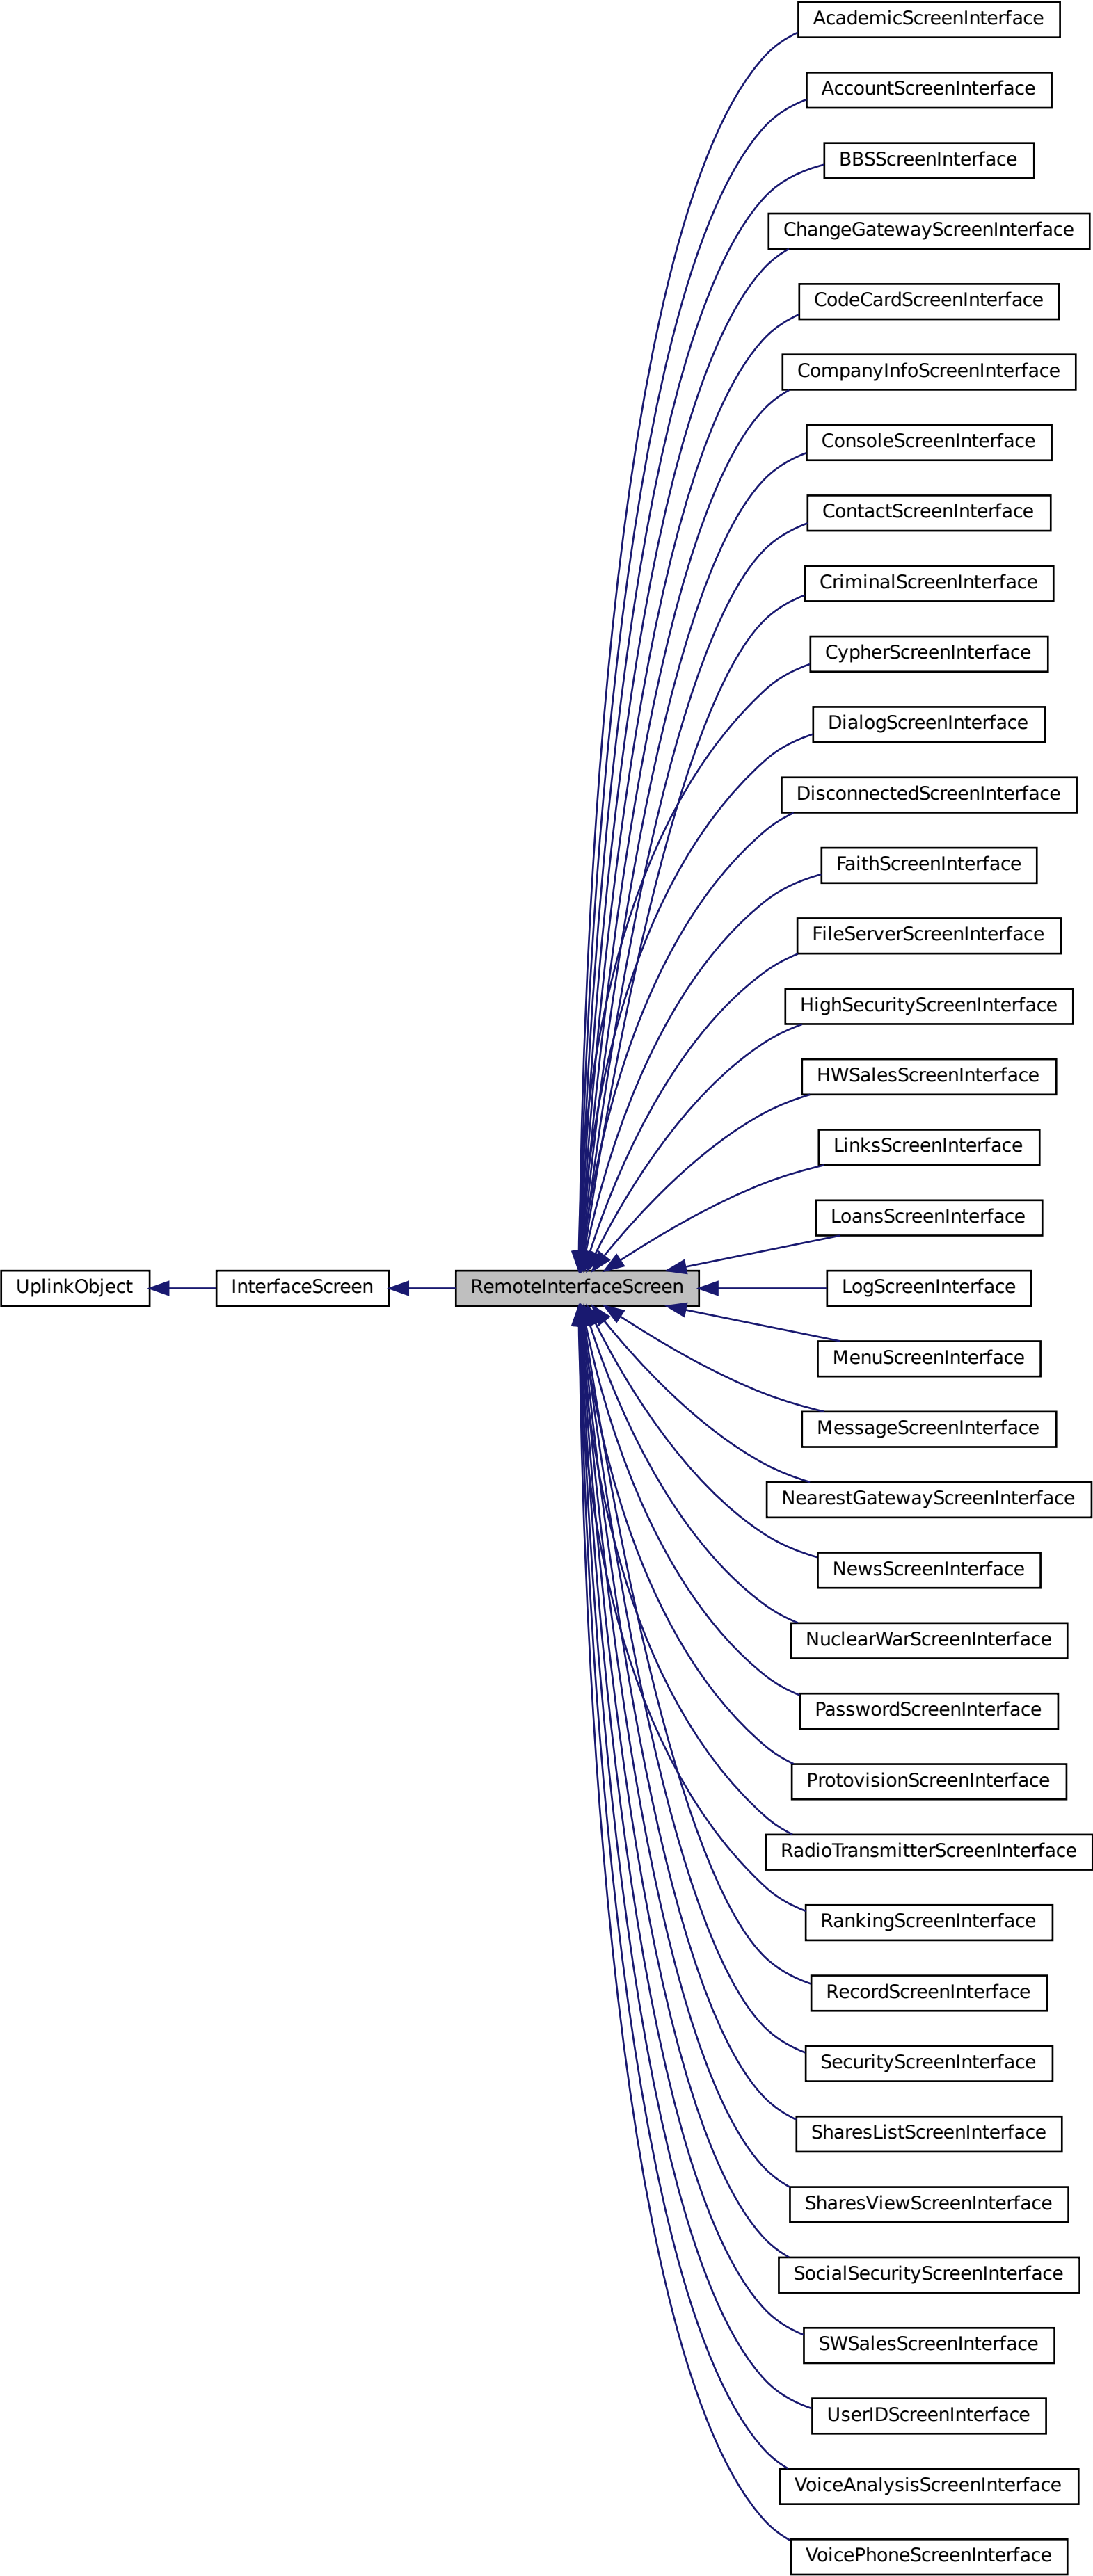 AcademicScreenInterface
AccountScreenInterface
BBSScreenInterface
ChangeGatewayScreenInterface
CodeCardScreenInterface
CompanyInfoScreenInterface
ConsoleScreenInterface
ContactScreenInterface
CriminalScreenInterface
CypherScreenInterface
DialogScreenInterface
DisconnectedScreenInterface
FaithScreenInterface
FileServerScreenInterface
HighSecurityScreenInterface
HWSalesScreenInterface
LinksScreenInterface
LoansScreenInterface
UplinkObject InterfaceScreen RemoteInterfaceScreen LogScreenInterface
MenuScreenInterface
MessageScreenInterface
NearestGatewayScreenInterface
NewsScreenInterface
NuclearWarScreenInterface
PasswordScreenInterface
ProtovisionScreenInterface
RadioTransmitterScreenInterface
RankingScreenInterface
RecordScreenInterface
SecurityScreenInterface
SharesListScreenInterface
SharesViewScreenInterface
SocialSecurityScreenInterface
SWSalesScreenInterface
UserIDScreenInterface
VoiceAnalysisScreenInterface
VoicePhoneScreenInterface